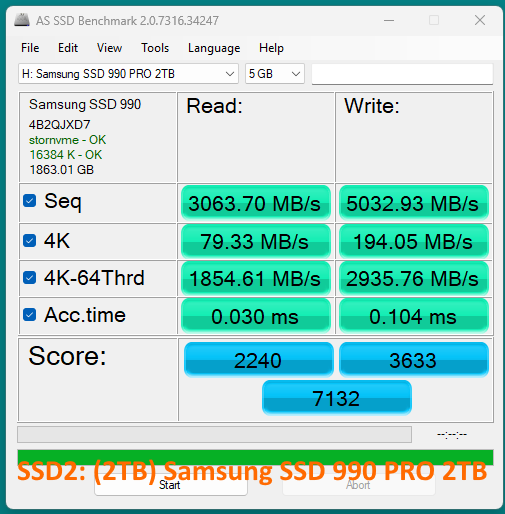 AS SSD Benchmark 2.0.7316.34247
File Edit View Tools Language Help
H: Samsung SSD 990 PRO 2TB 5 GB
Samsung SSD 990 Read: Write:
4B2QJXD7
stornvme - OK
16384 K - OK
1863.01 GB
Seq 3063.70 MB/s 5032.93 MB/s
4K 79.33 MB/s 194.05 MB/s
4K-64Thrd 1854.61 MB/s 2935.76 MB/s
Acc.time 0.030 ms 0.104 ms
Score: 2240 3633
7132
--:--:--
SSD2: (2TB) Samsung SSD 990 PRO 2TB
Start Abort